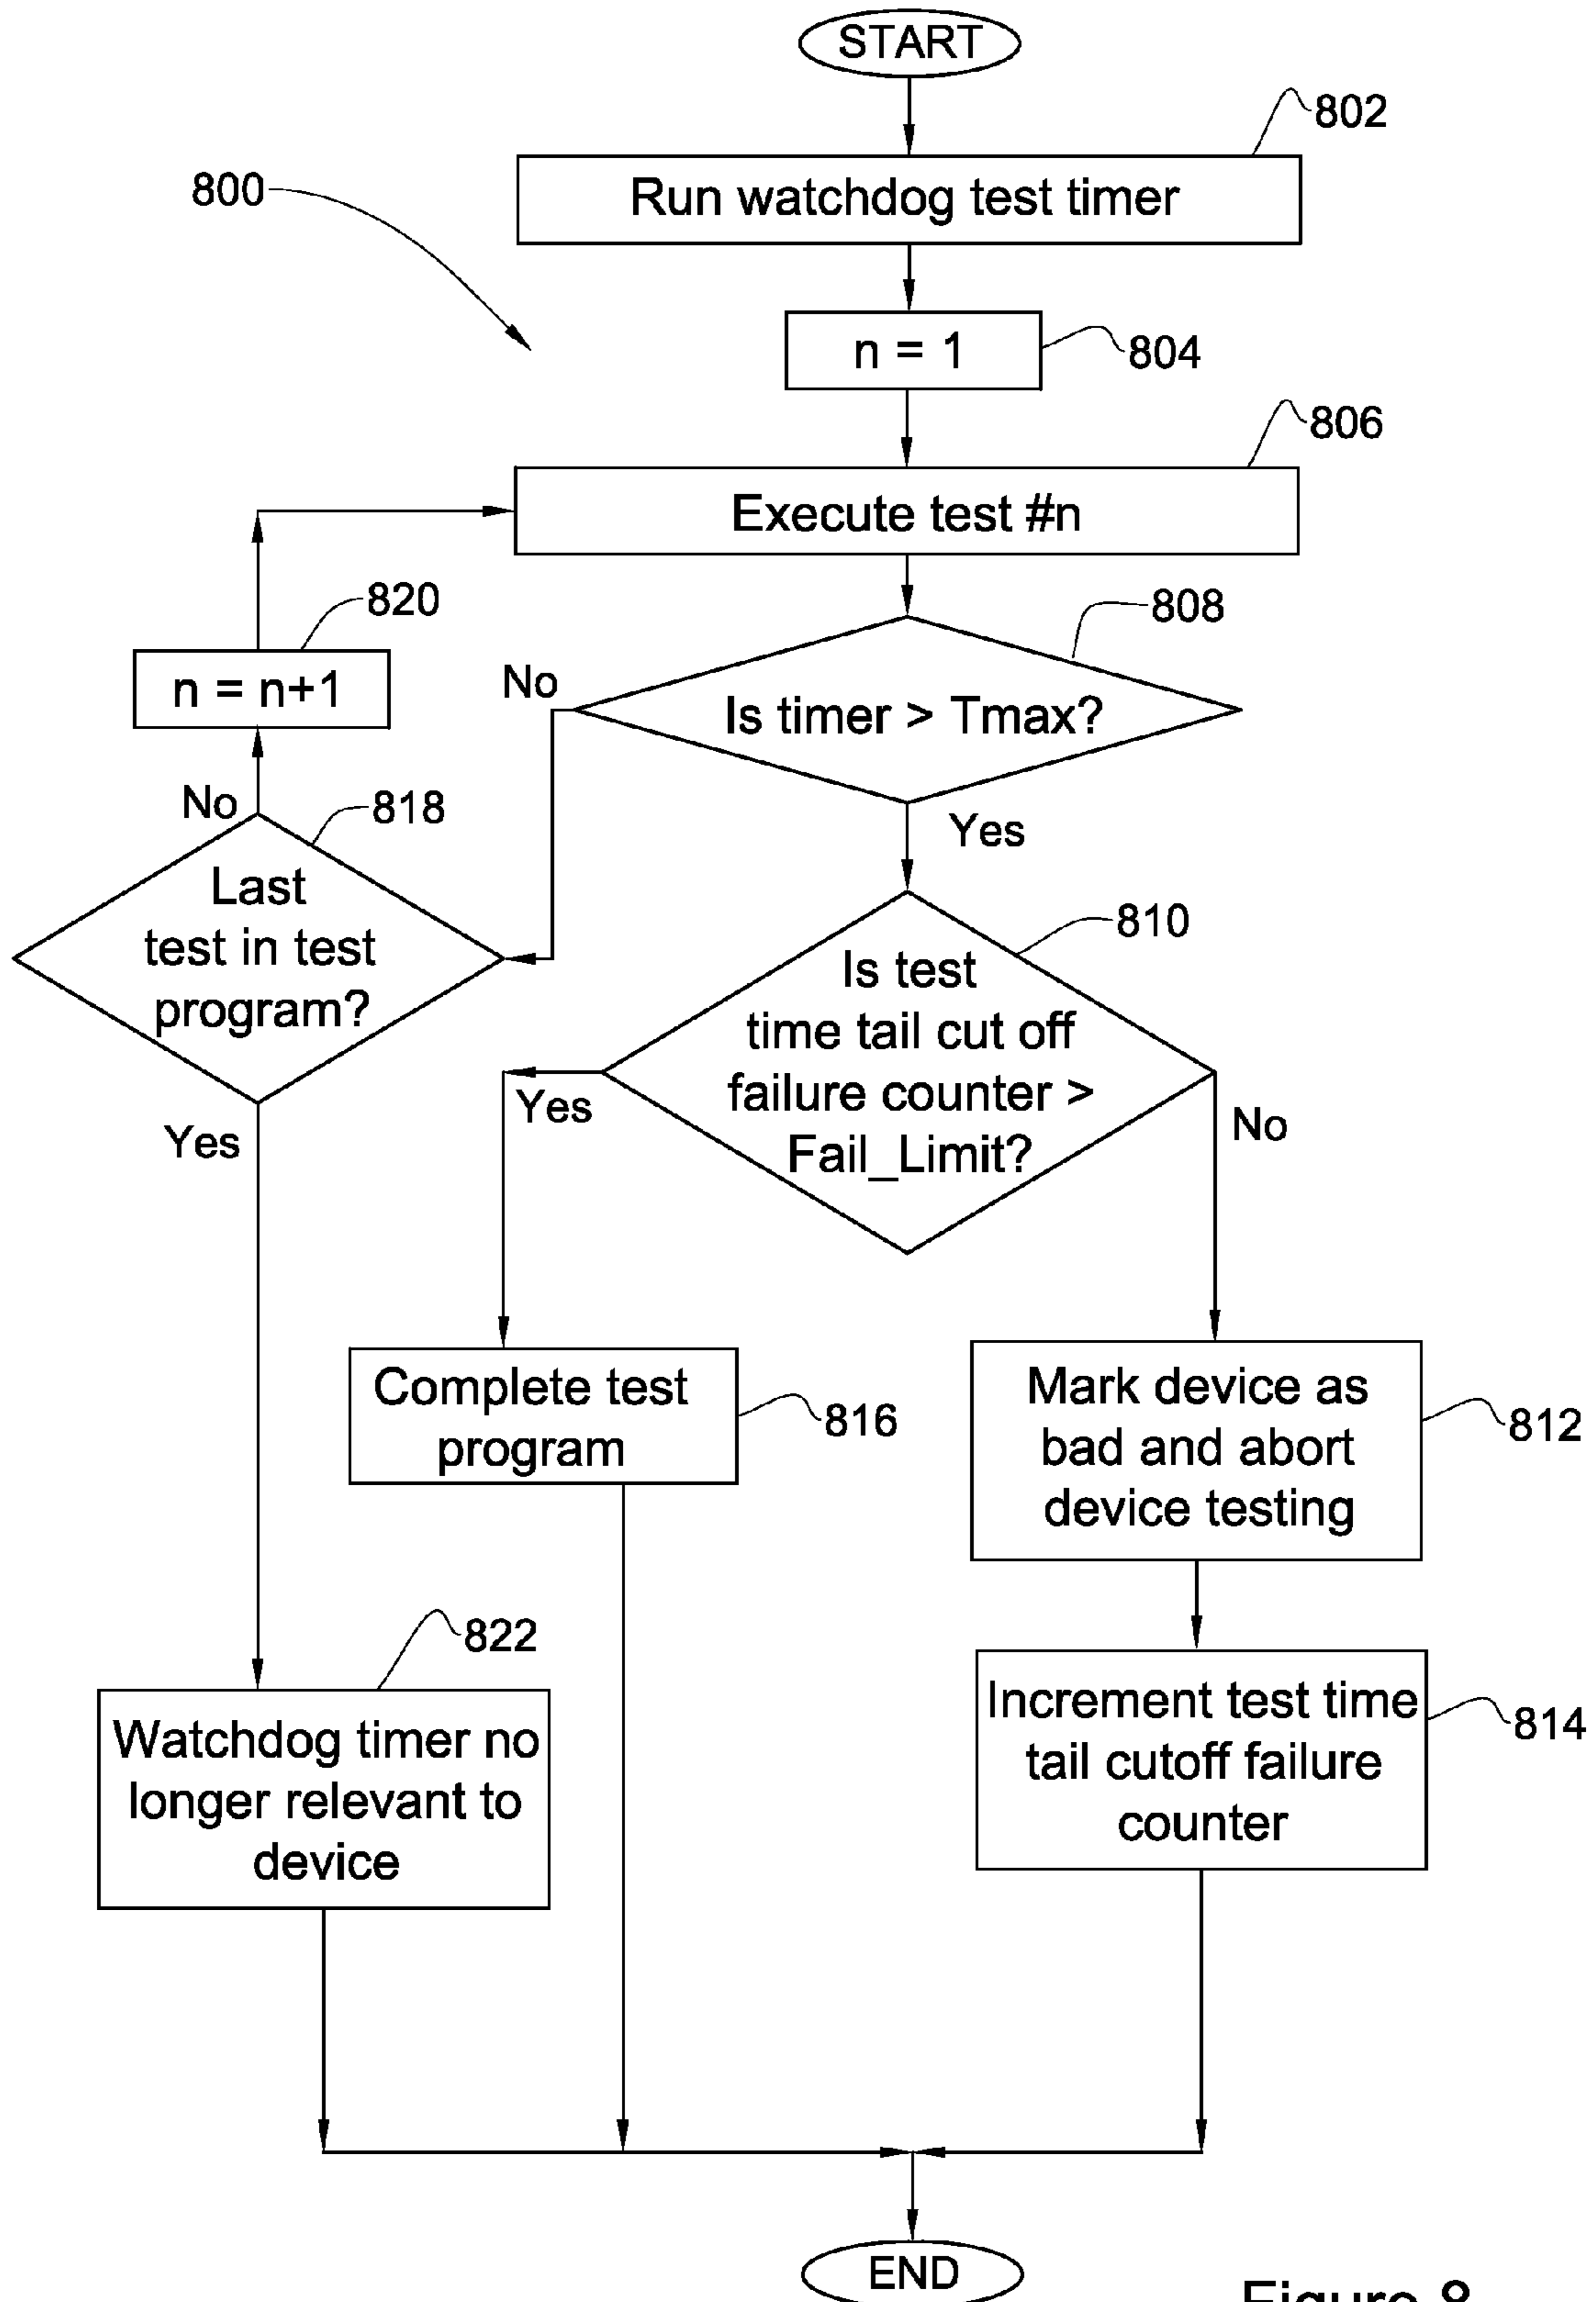 START
802
800
Run watchdog test timer
n = 1
804
806
Execute test #n
820
808
n = n+1
No
Is timer > Tmax?
No
818
Yes
Last
test in test
program?
810
Is test
time tail cut off
failure counter >
Fail_Limit?
Yes
No
Yes
Complete test
program
816
Mark device as
bad and abort
device testing
812
822
Watchdog timer no
longer relevant to
device
Increment test time
tail cutoff failure
counter
814
END
Figure 8